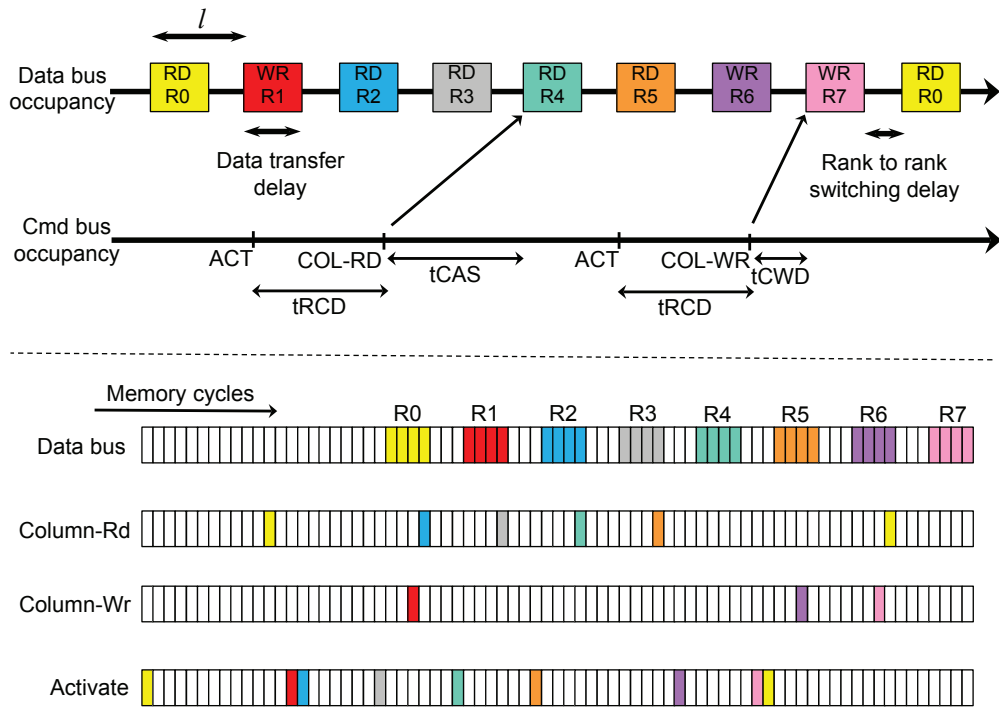 l
Data bus
occupancy
RD
R0
WR
R1
RD
R2
RD
R3
RD
R4
RD
R5
WR
R6
WR
R7
RD
R0
Data transfer
delay
Rank to rank
switching delay
Cmd bus
occupancy
ACT
COL-RD
tCAS
ACT
COL-WR
tCWD
tRCD
tRCD
Memory cycles
R0 R1 R2 R3 R4 R5 R6 R7
Data bus
Column-Rd
Column-Wr
Activate